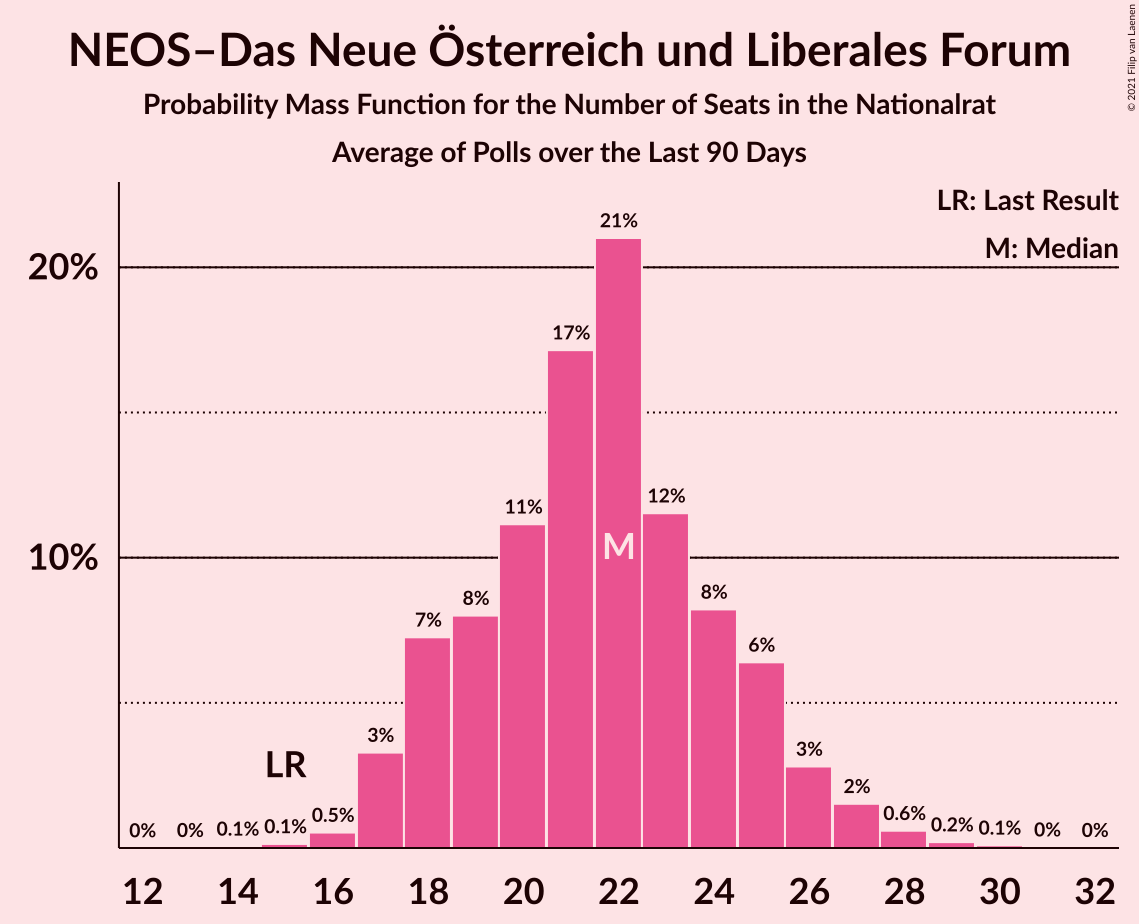 NEOS–Das Neue Österreich und Liberales Forum
Probability Mass Function for the Number of Seats in the Nationalrat
Average of Polls over the Last 90 Days
© 2021 Filip van Laenen
LR: Last Result
M: Median
20%
10%
0% 0% 0.1% 0.1% 0.5% 3% 7% 8% 11% 17% 21% 12% 8% 6% 3% 2% 0.6% 0.2% 0.1% 0% 0%
LR
M
12 14 16 18 20 22 24 26 28 30 32